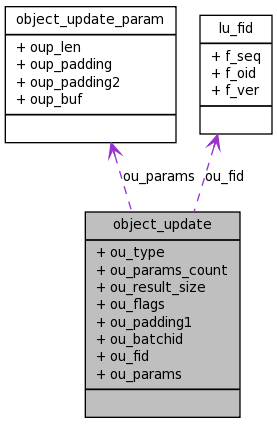 object_update_param
+ oup_len
+ oup_padding
+ oup_padding2
+ oup_buf
lu_fid
+ f_seq
+ f_oid
+ f_ver
ou_params
ou_fid
object_update
+ ou_type
+ ou_params_count
+ ou_result_size
+ ou_flags
+ ou_padding1
+ ou_batchid
+ ou_fid
+ ou_params